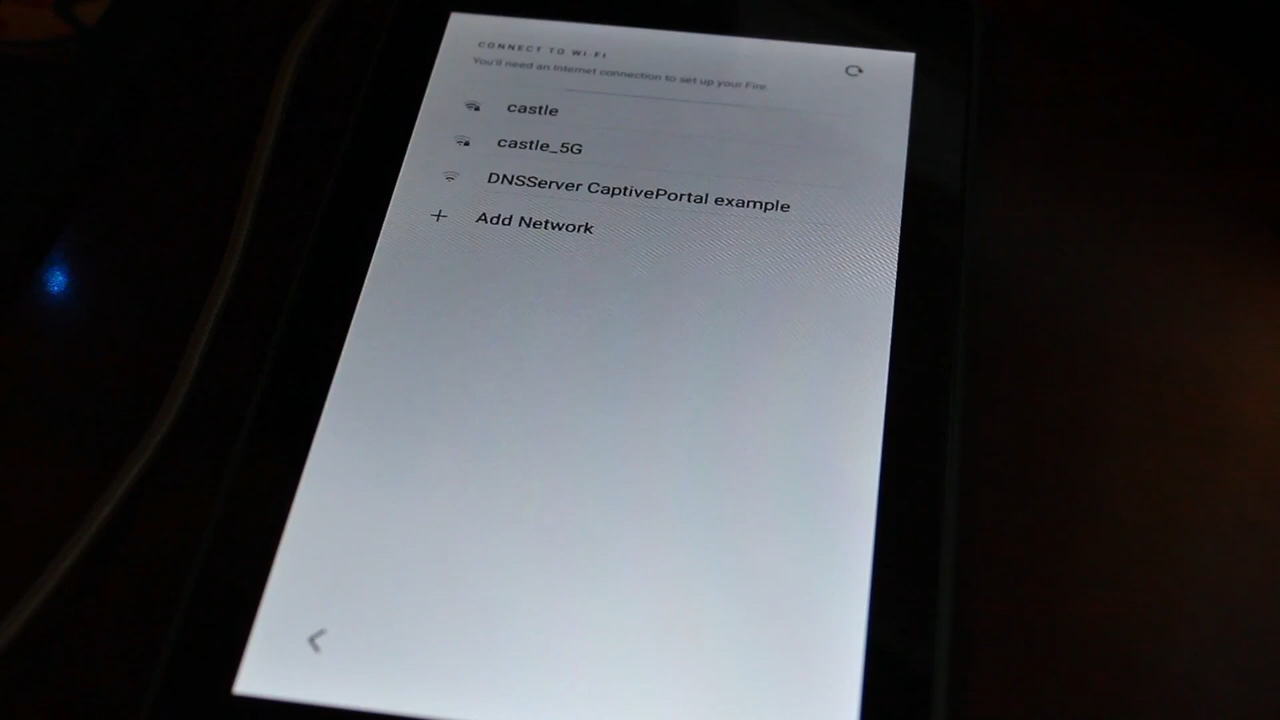 CONNECT TO WI-FI
You'll need an Internet connection to set up your Fire.
castle
castle_5G
DNSServer CaptivePortal example
Add Network